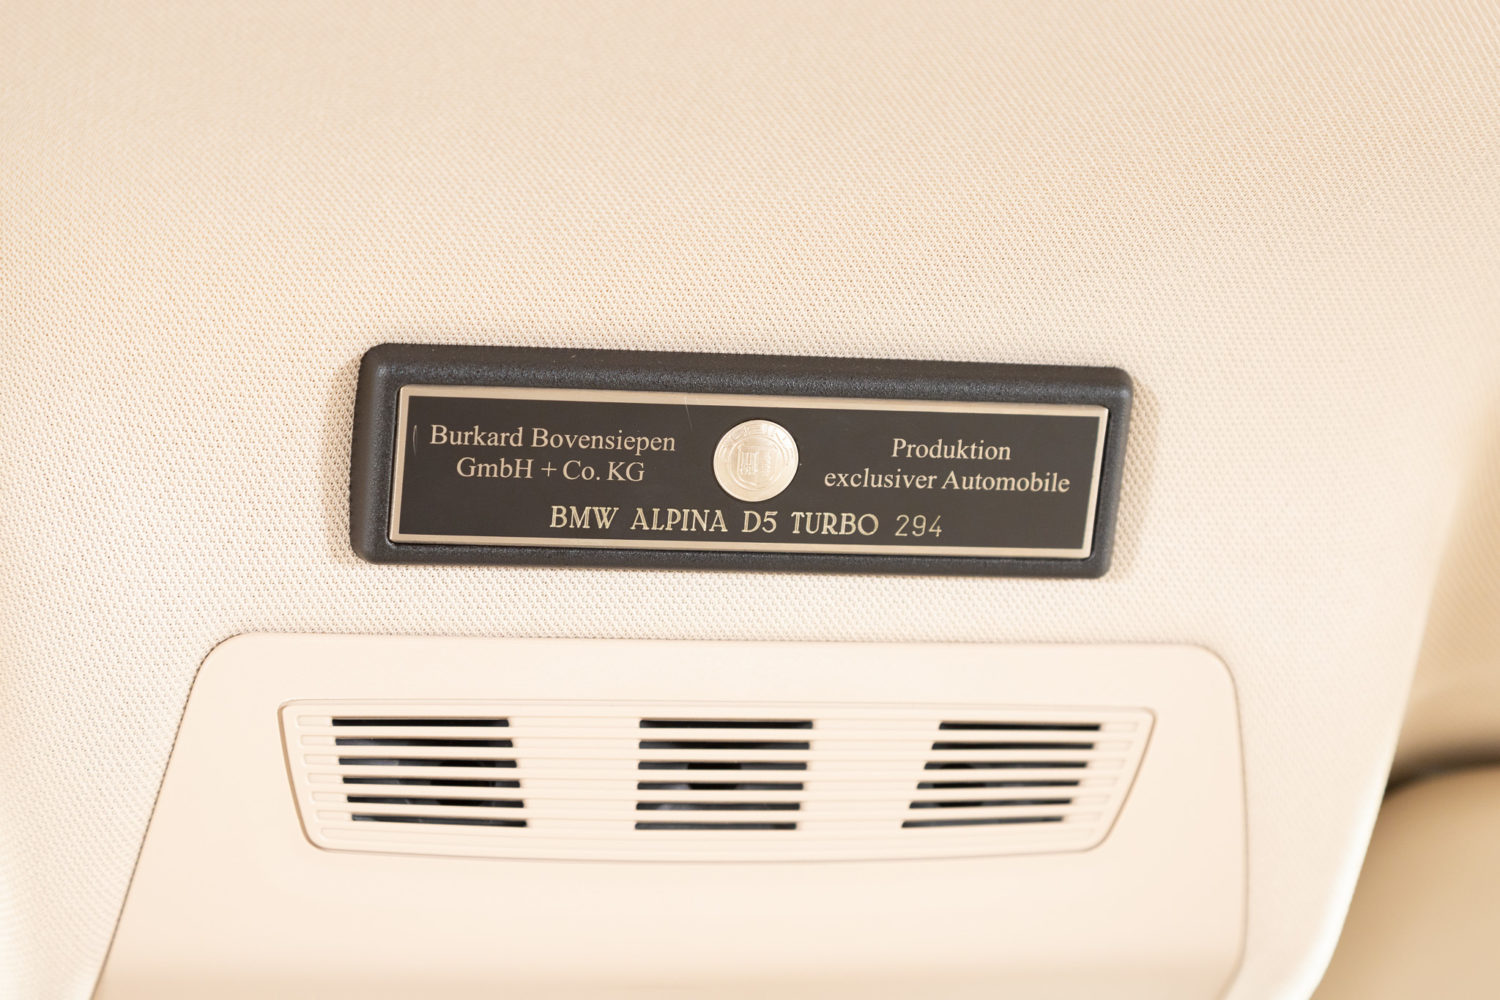 Burkard Bovensiepen
GmbH + Co. KG
Produktion
exclusiver Automobile
BMW ALPINA D5 TURBO 294